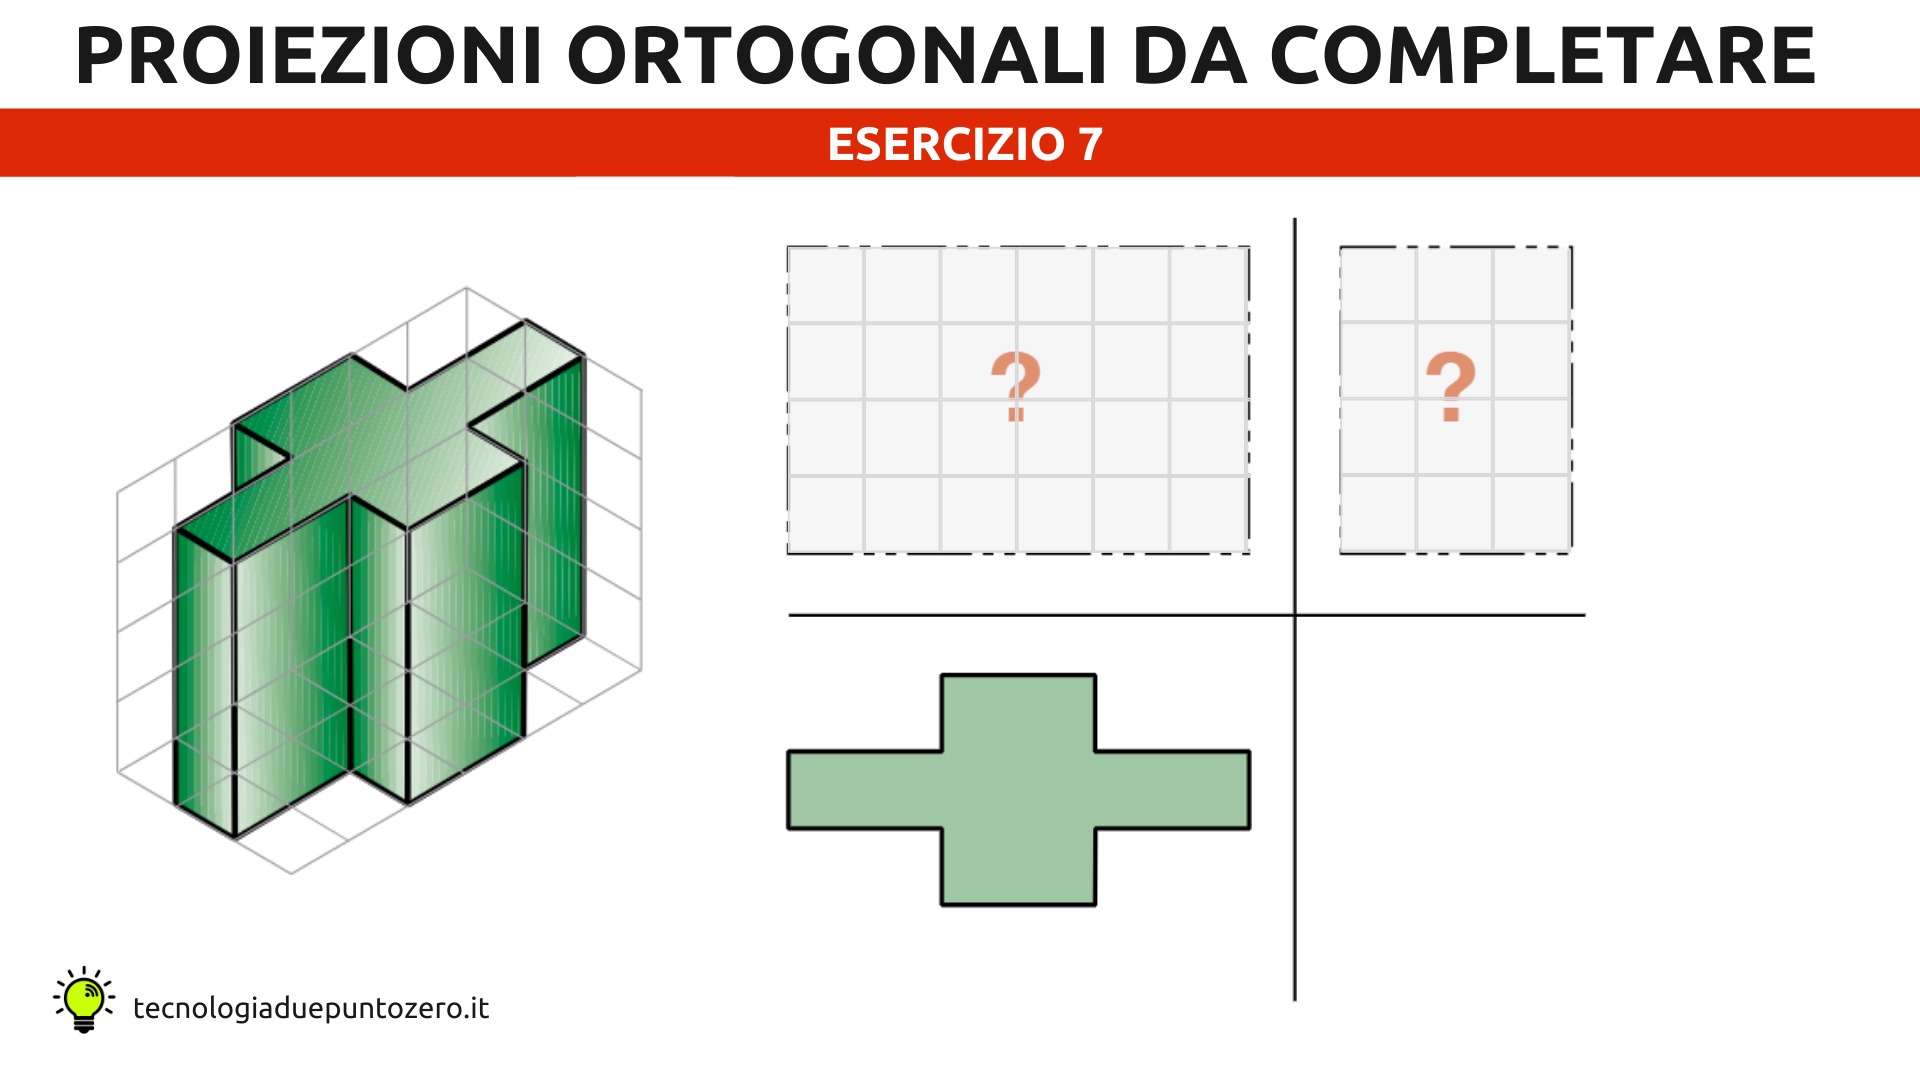 PROIEZIONI ORTOGONALI DA COMPLETARE
ESERCIZIO 7
? ?
tecnologiaduepuntozero.it